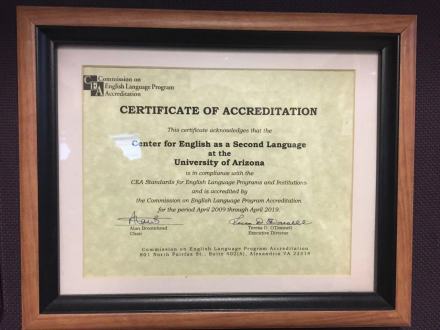 CEA
Commission on
English Language Program
Accreditation
CERTIFICATE OF ACCREDITATION
This certificate acknowledges that the
Center for English as a Second Language
at the
University of Arizona
is in compliance with the
CEA Standards for English Language Programs and Institutions
and is accredited by the
Commission on English Language Program Accreditation
for the period April 2009 through April 2019.
Alan Broomhead
Chair
Teresa D. O'Donnell
Executive Director
Commission on English Language Program Accreditation
801 North Fairfax St., Suite 402(A), Alexandria VA 22314